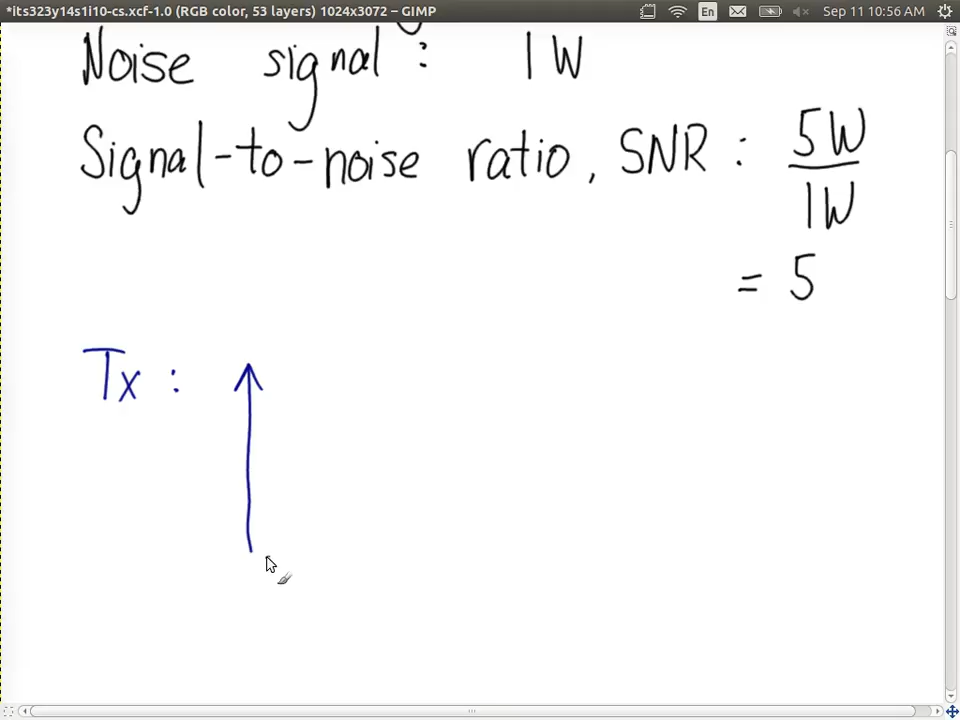 *its323y14s1i10-cs.xcf-1.0 (RGB color, 53 layers) 1024x3072 – GIMP
En
Sep 11 10:56 AM
Noise signal : 1W
Signal-to-noise ratio, SNR : 5W
1W
= 5
Tx :